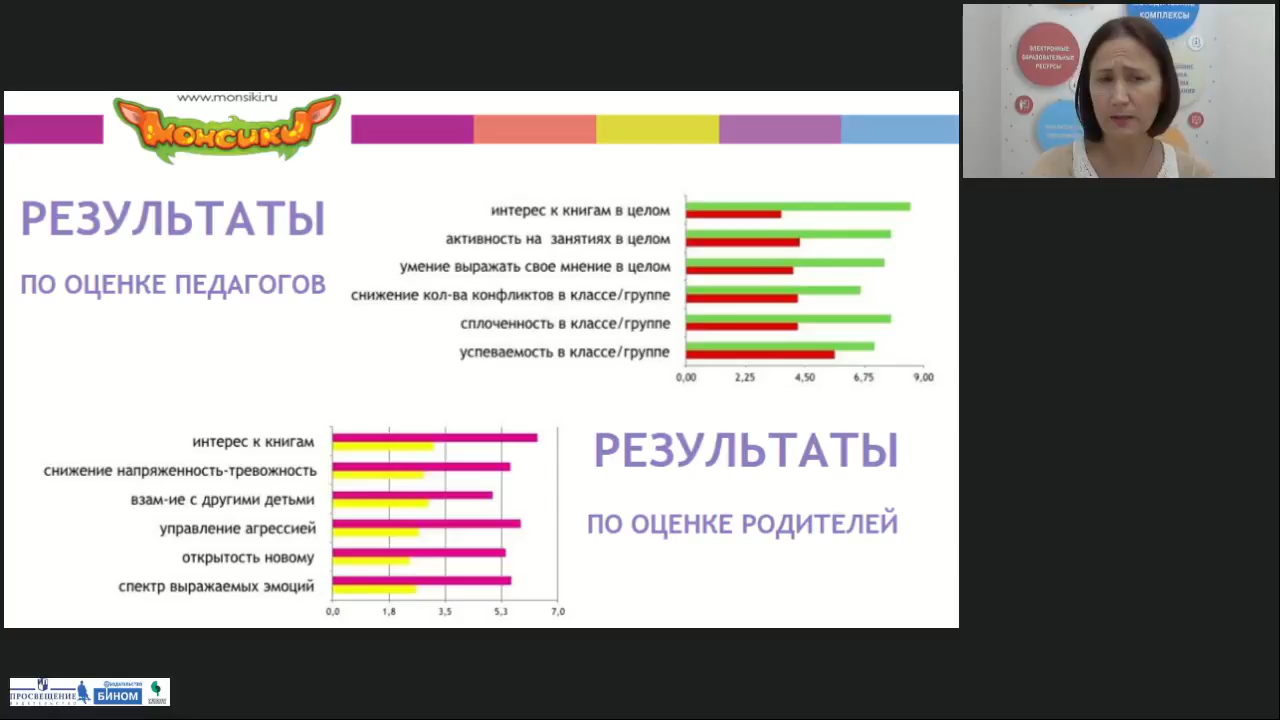 www.monsiki.ru
МОНСИКИ
РЕЗУЛЬТАТЫ
ПО ОЦЕНКЕ ПЕДАГОГОВ
интерес к книгам в целом
активность на занятиях в целом
умение выражать свое мнение в целом
снижение кол-ва конфликтов в классе/группе
сплоченность в классе/группе
успеваемость в классе/группе
0,00 2,25 4,50 6,75 9,00
интерес к книгам
снижение напряженность-тревожность
взам-ие с другими детьми
управление агрессией
открытость новому
спектр выражаемых эмоций
0,0 1,8 3,5 5,3 7,0
РЕЗУЛЬТАТЫ
ПО ОЦЕНКЕ РОДИТЕЛЕЙ
КОМПЛЕКСЫ
ЭЛЕКТРОННЫЕ
ОБРАЗОВАТЕЛЬНЫЕ
РЕСУРСЫ
ПРОСВЕЩЕНИЕ
ИЗДАТЕЛЬСТВО
БИНОМ